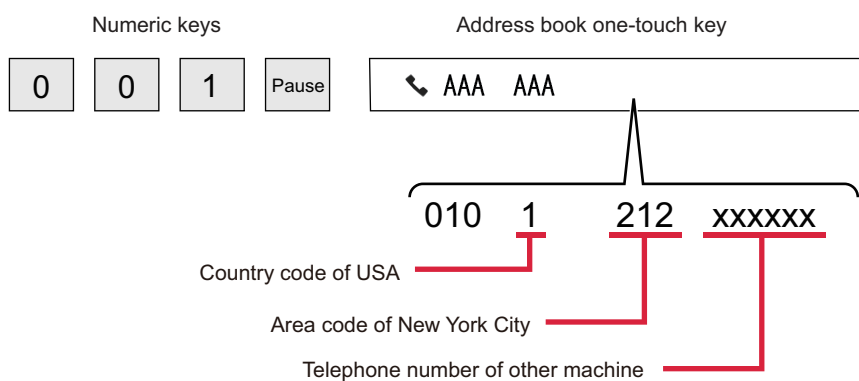 Numeric keys Address book one-touch key
0 0 1 Pause AAA AAA
010 1 212 xxxxxx
Country code of USA
Area code of New York City
Telephone number of other machine